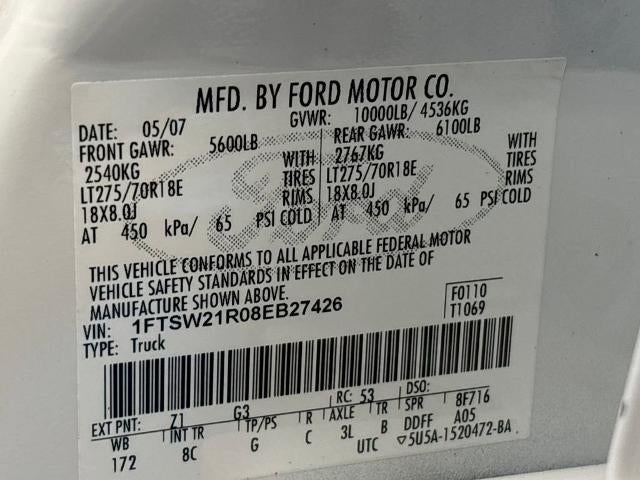 MFD. BY FORD MOTOR CO.
DATE: 05/07 GVWR: 10000LB/ 4536KG
FRONT GAWR: 5600LB REAR GAWR: 6100LB
2540KG WITH 2767KG WITH
LT275/70R18E TIRES LT275/70R18E TIRES
18X8.0J RIMS 18X8.0J RIMS
AT 450 kPa/ 65 PSI COLD AT 450 kPa/ 65 PSI COLD
Ford
THIS VEHICLE CONFORMS TO ALL APPLICABLE FEDERAL MOTOR
VEHICLE SAFETY STANDARDS IN EFFECT ON THE DATE OF
MANUFACTURE SHOWN ABOVE.
VIN: 1FTSW21R08EB27426 F0110
TYPE: Truck T1069
EXT PNT: Z1 G3 RC: 53 DSO:
WB INT TR TP/PS R AXLE TR SPR 8F716
172 8C G C 3L B DDFF A05
UTC ▽5U5A-1520472-BA